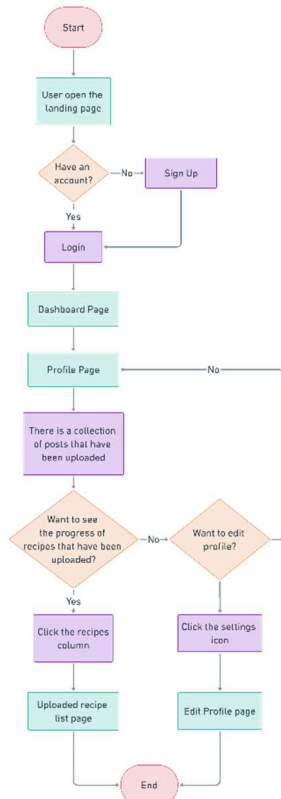 Start
User open the
landing page
Have an
account?
No
Sign Up
Yes
Login
Dashboard Page
Profile Page
No
There is a collection
of posts that have
been uploaded
Want to see
the progress of
recipes that have been
uploaded?
No
Want to edit
profile?
Yes
Click the recipes
column
Click the settings
icon
Uploaded recipe
list page
Edit Profile page
End